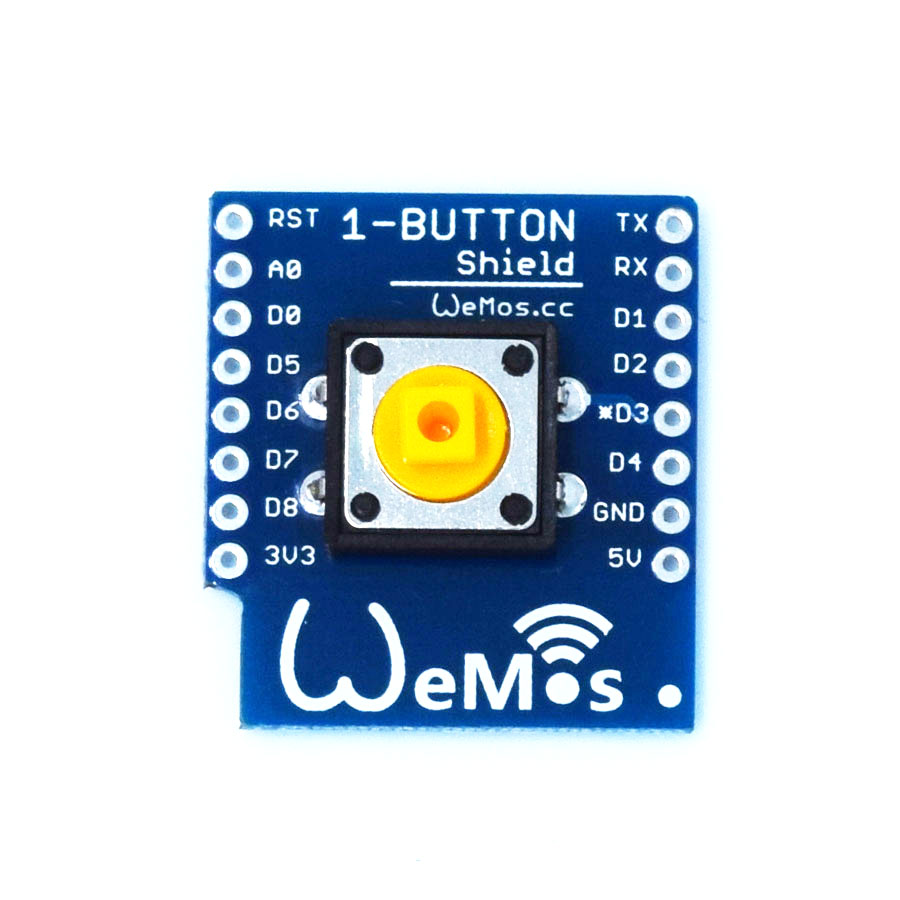 RST 1-BUTTON TX
A0 Shield RX
D0 WeMos.cc D1
D5 D2
D6 *D3
D7 D4
D8 GND
3V3 5V
WeMos